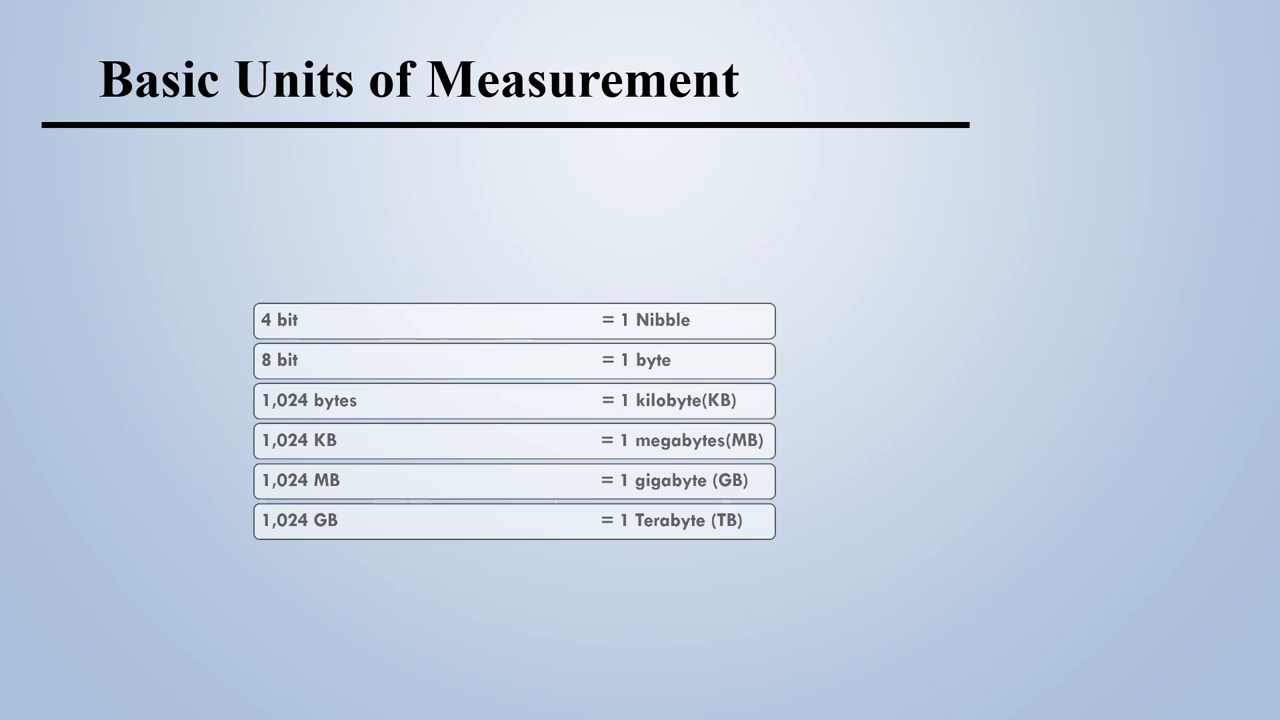 Basic Units of Measurement
4 bit = 1 Nibble
8 bit = 1 byte
1,024 bytes = 1 kilobyte(KB)
1,024 KB = 1 megabytes(MB)
1,024 MB = 1 gigabyte (GB)
1,024 GB = 1 Terabyte (TB)